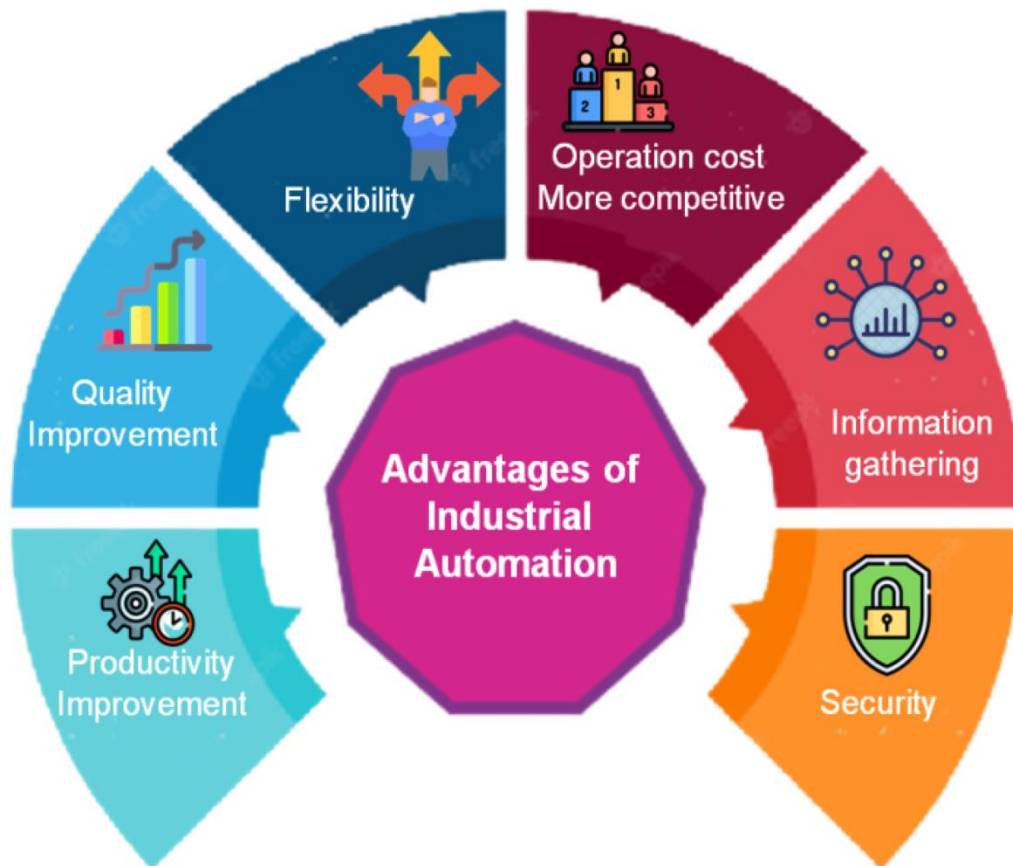 Flexibility
2
1
3
Operation cost
More competitive
Quality
Improvement
Information
gathering
Advantages of
Industrial
Automation
Productivity
Improvement
Security